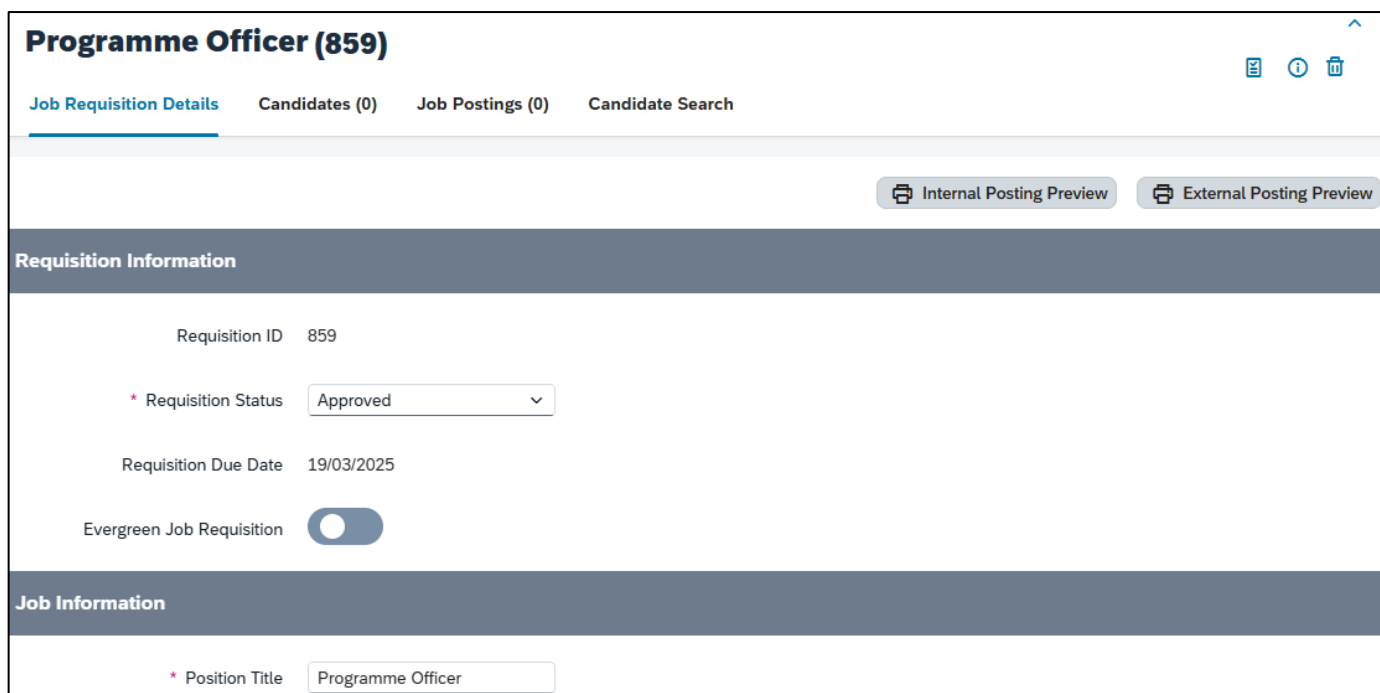 Programme Officer (859)
Job Requisition Details Candidates (0) Job Postings (0) Candidate Search
Internal Posting Preview External Posting Preview
Requisition Information
Requisition ID 859
* Requisition Status Approved
Requisition Due Date 19/03/2025
Evergreen Job Requisition
Job Information
* Position Title Programme Officer